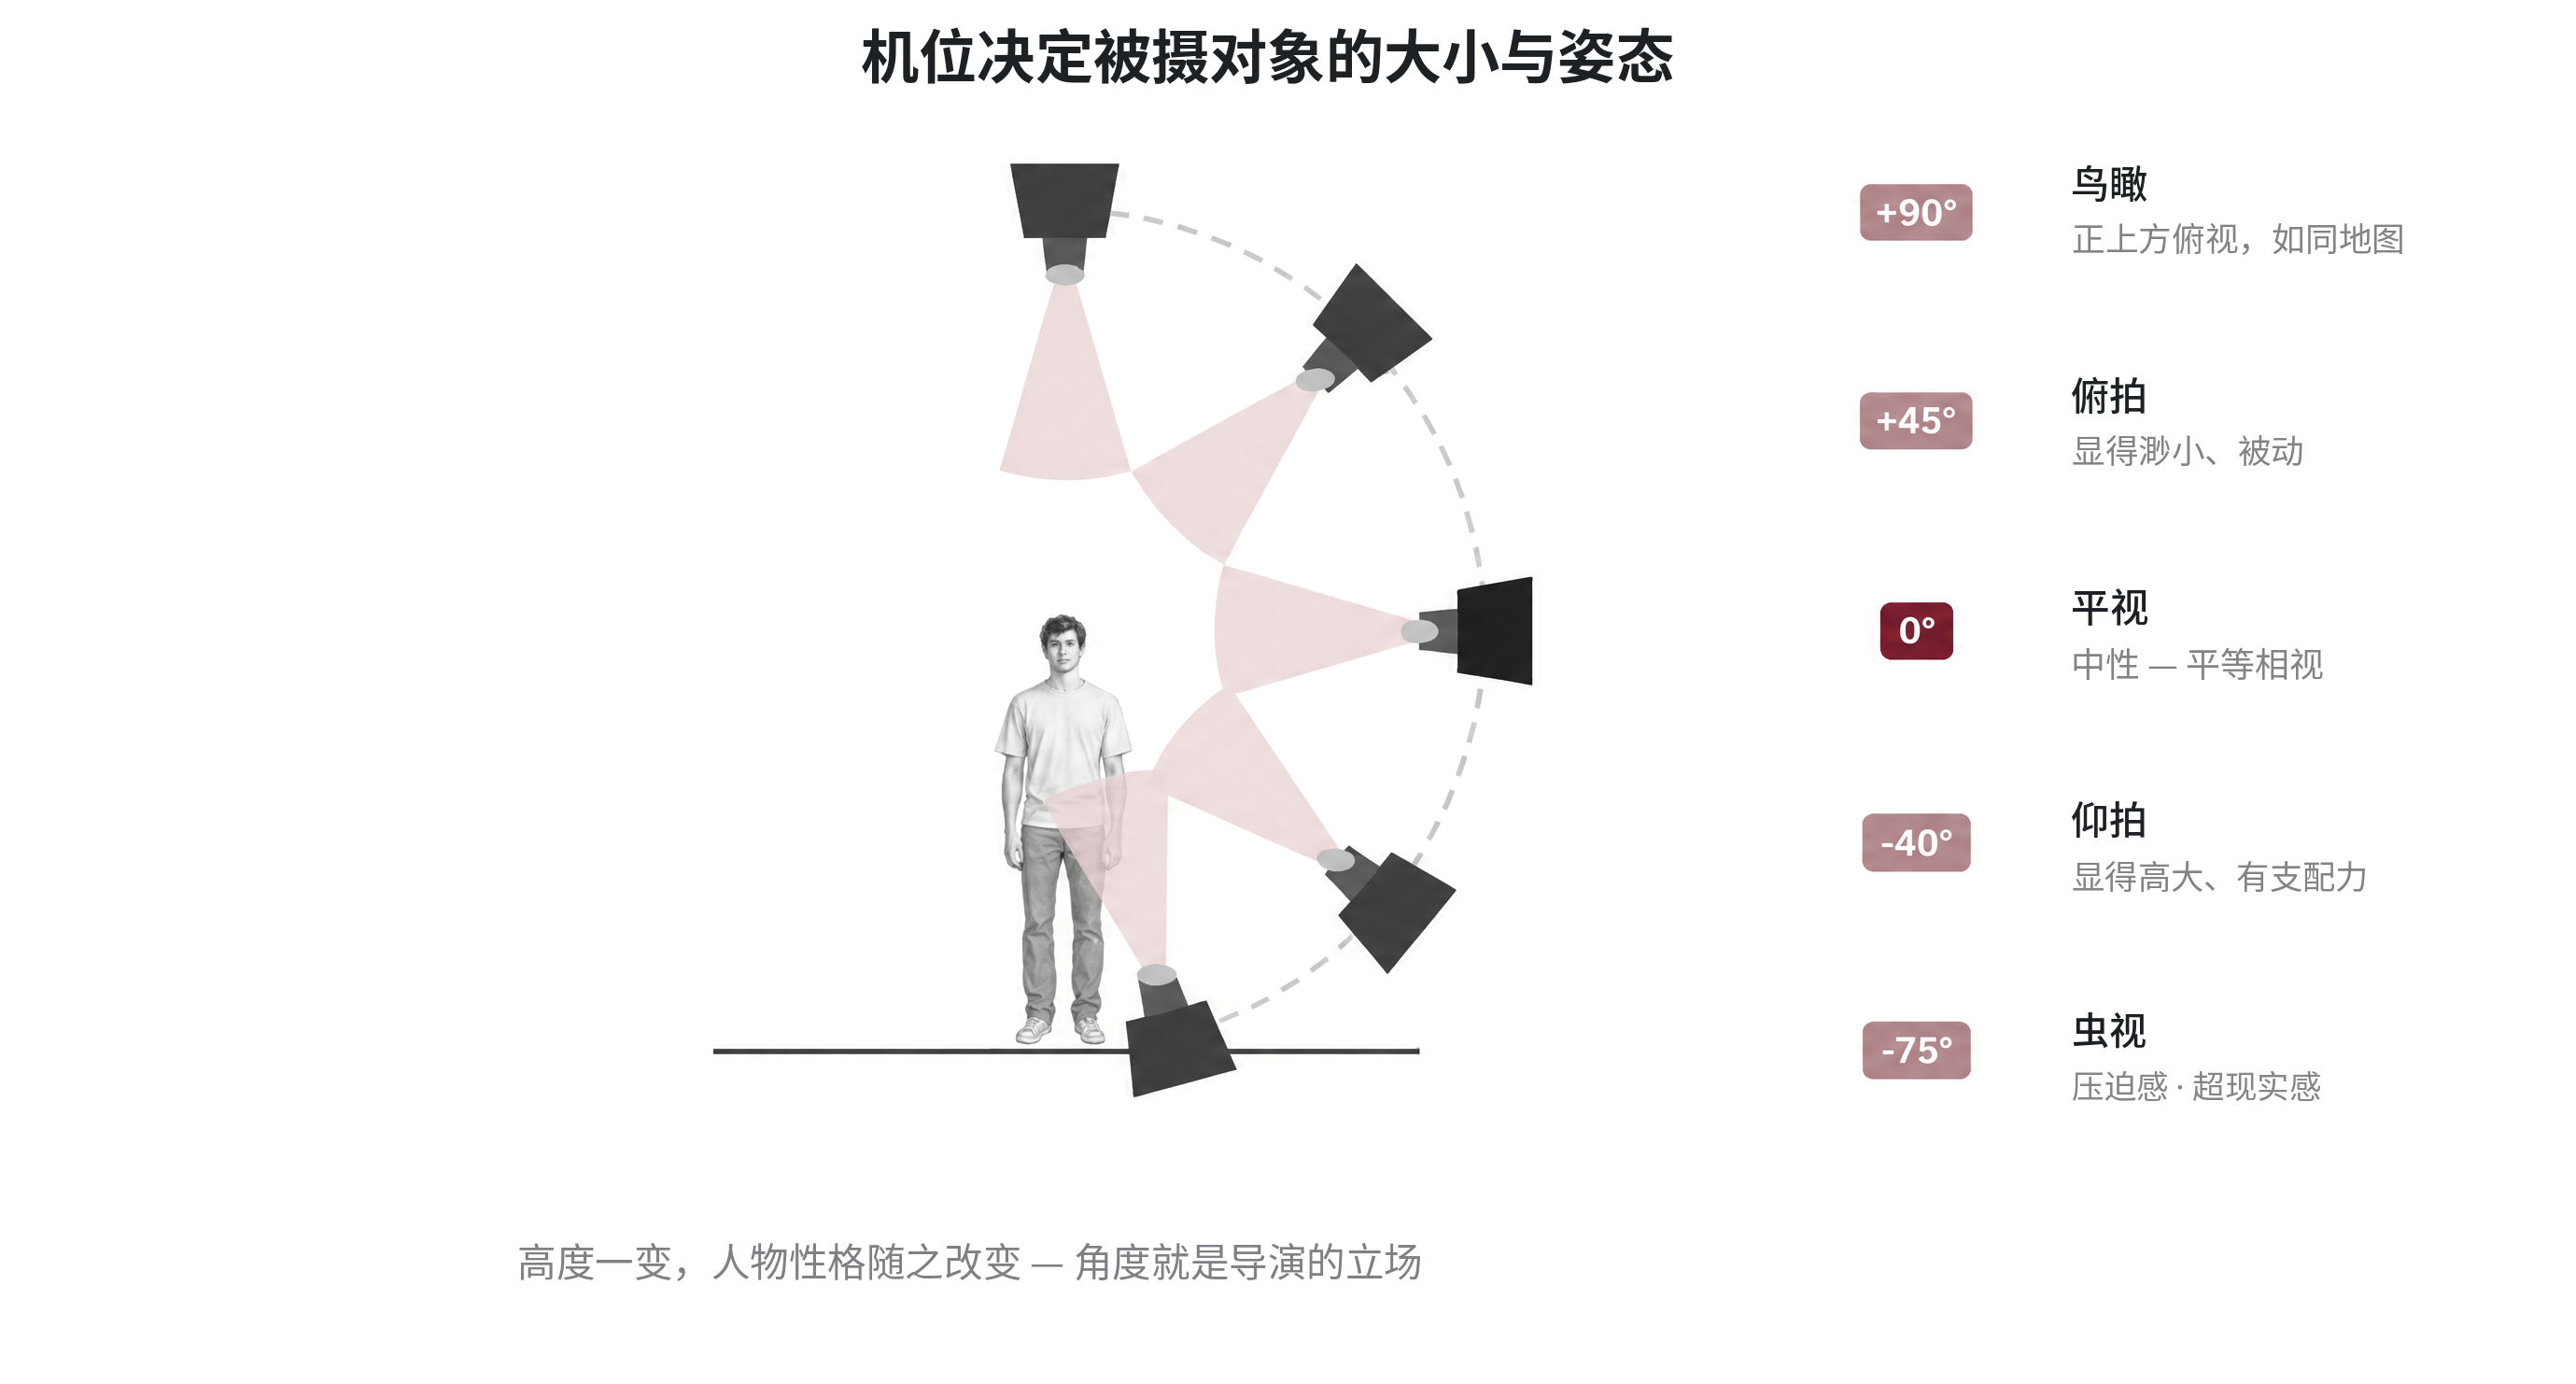 机位决定被摄对象的大小与姿态
+90°
鸟瞰
正上方俯视，如同地图
+45°
俯拍
显得渺小、被动
0°
平视
中性 — 平等相视
-40°
仰拍
显得高大、有支配力
-75°
虫视
压迫感 · 超现实感
高度一变，人物性格随之改变 — 角度就是导演的立场